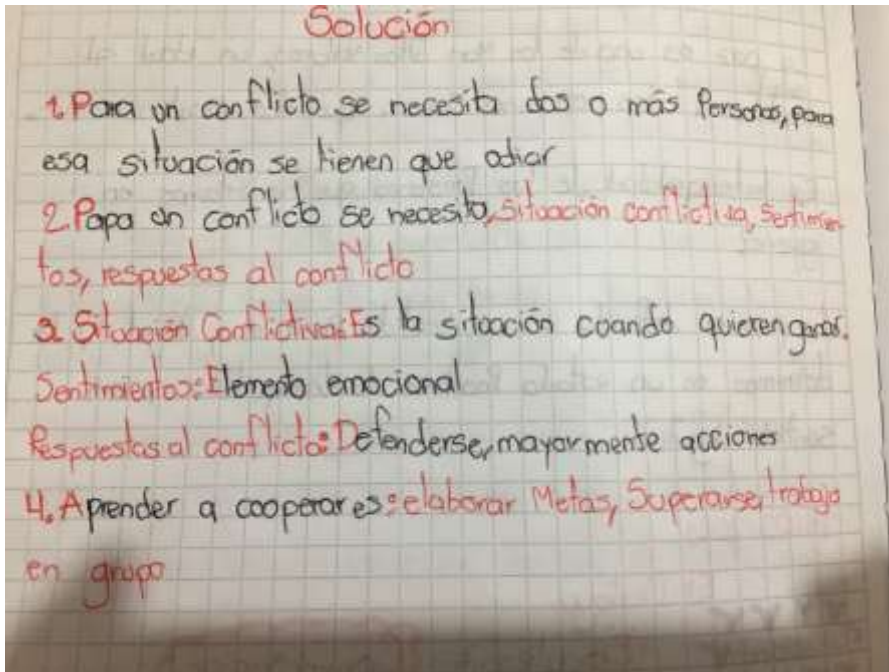 Solución
1. Para un conflicto se necesita dos o más Personas, para
esa situación se tienen que odiar
2. Papa un conflicto se necesita, situación conflictiva, sentimien
tos, respuestas al conflicto
3. Situación Conflictiva: Es la situación cuando quieren ganar.
Sentimientos: Elemento emocional
Respuestas al conflicto: Defenderse, mayormente acciones
4. Aprender a cooperar es: elaborar Metas, Superarse, trabajo
en grupo